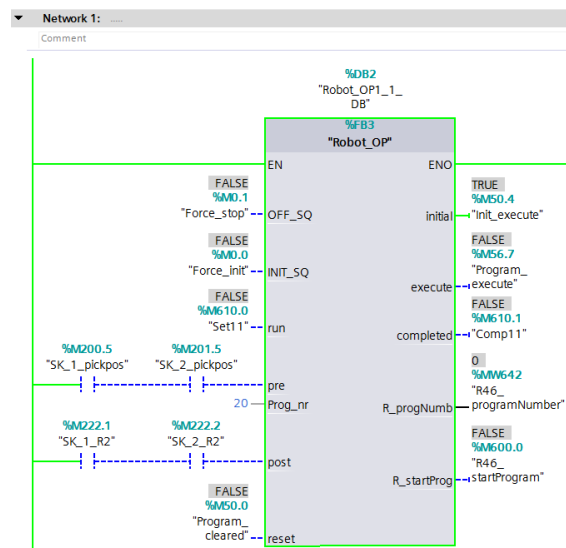 Network 1: .....
Comment
%DB2
"Robot_OP1_1_
DB"
%FB3
"Robot_OP"
EN
ENO
FALSE
%M0.1
"Force_stop"
OFF_SQ
TRUE
%M50.4
initial
"Init_execute"
FALSE
%M0.0
"Force_init"
INIT_SQ
FALSE
%M56.7
"Program_
execute
execute"
FALSE
%M610.0
"Set11"
run
FALSE
%M610.1
completed
"Comp11"
%M200.5
"SK_1_pickpos"
%M201.5
"SK_2_pickpos"
pre
20
Prog_nr
0
%MW642
"R46_
R_progNumb
programNumber"
%M222.1
"SK_1_R2"
%M222.2
"SK_2_R2"
post
FALSE
%M600.0
"R46_
R_startProg
startProgram"
FALSE
%M50.0
"Program_
cleared"
reset